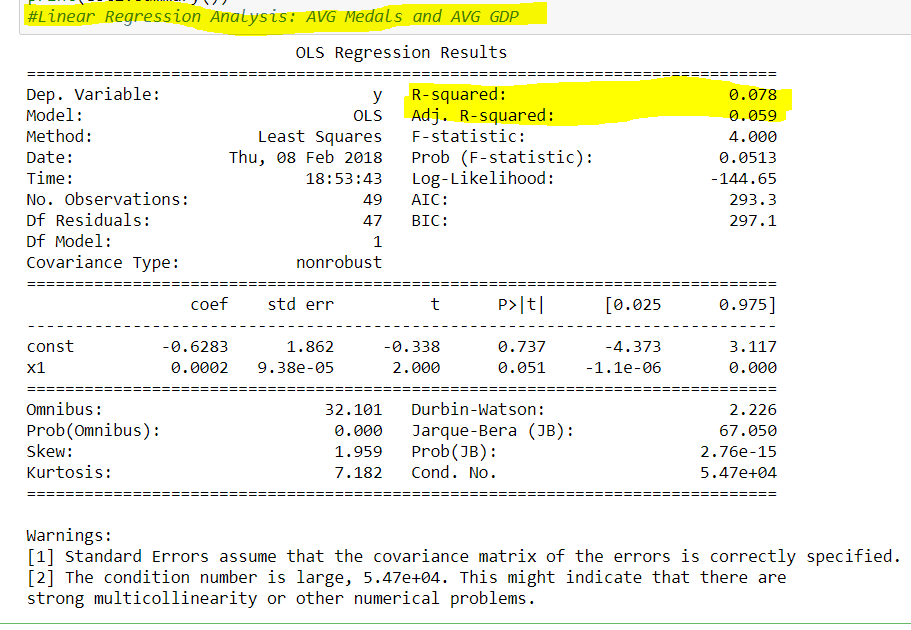 print(est2.summary())
#Linear Regression Analysis: AVG Medals and AVG GDP
OLS Regression Results
==============================================================================
Dep. Variable: y R-squared: 0.078
Model: OLS Adj. R-squared: 0.059
Method: Least Squares F-statistic: 4.000
Date: Thu, 08 Feb 2018 Prob (F-statistic): 0.0513
Time: 18:53:43 Log-Likelihood: -144.65
No. Observations: 49 AIC: 293.3
Df Residuals: 47 BIC: 297.1
Df Model: 1
Covariance Type: nonrobust
==============================================================================
coef std err t P>|t| [0.025 0.975]
------------------------------------------------------------------------------
const -0.6283 1.862 -0.338 0.737 -4.373 3.117
x1 0.0002 9.38e-05 2.000 0.051 -1.1e-06 0.000
==============================================================================
Omnibus: 32.101 Durbin-Watson: 2.226
Prob(Omnibus): 0.000 Jarque-Bera (JB): 67.050
Skew: 1.959 Prob(JB): 2.76e-15
Kurtosis: 7.182 Cond. No. 5.47e+04
==============================================================================
Warnings:
[1] Standard Errors assume that the covariance matrix of the errors is correctly specified.
[2] The condition number is large, 5.47e+04. This might indicate that there are
strong multicollinearity or other numerical problems.